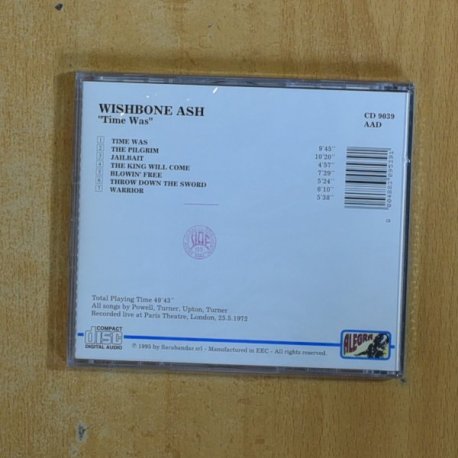 WISHBONE ASH
"Time Was"
CD 9039
AAD
TIME WAS 9'45"
THE PILGRIM 10'20"
JAILBAIT 4'57"
THE KING WILL COME 7'29"
BLOWIN' FREE 5'24"
THROW DOWN THE SWORD 6'10"
WARRIOR 5'38"
Total Playing Time 49'43"
All songs by Powell, Turner, Upton, Turner
Recorded live at Paris Theatre, London, 25.5.1972
COMPACT
disc
DIGITAL AUDIO
℗ 1993 by Sarabandas srl - Manufactured in EEC - All rights reserved.
ALEGRA